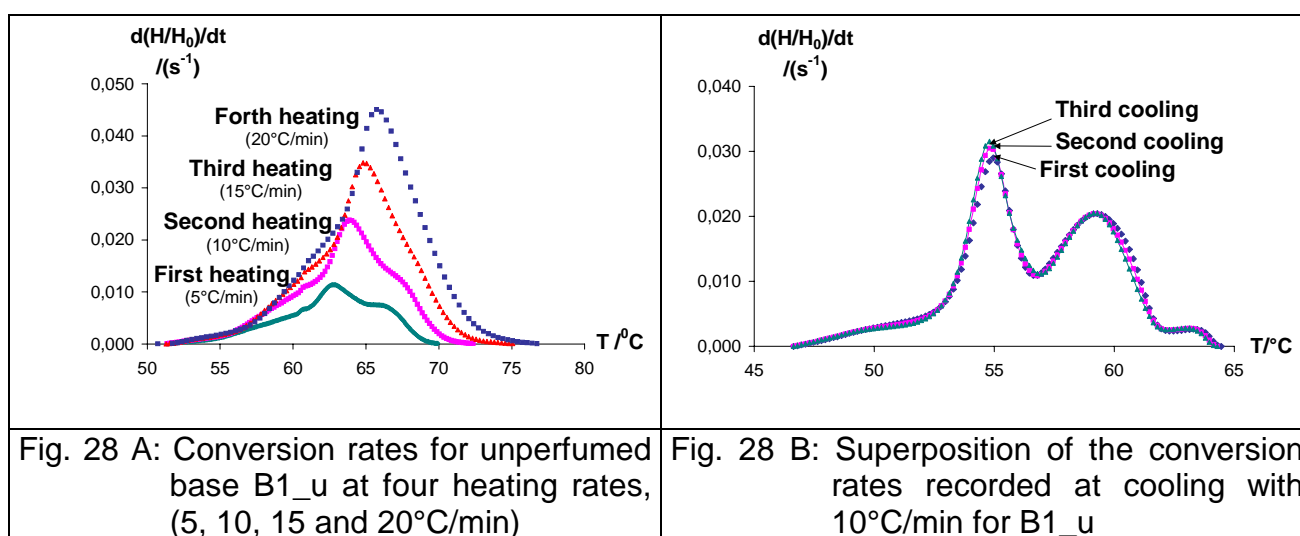 d(H/H₀)/dt
/(s⁻¹)
0,050
0,040
0,030
0,020
0,010
0,000
Forth heating
(20°C/min)
Third heating
(15°C/min)
Second heating
(10°C/min)
First heating
(5°C/min)
T /⁰C
50 55 60 65 70 75 80
d(H/H₀)/dt
/(s⁻¹)
0,040
0,030
0,020
0,010
0,000
Third cooling
Second cooling
First cooling
T/°C
45 50 55 60 65
Fig. 28 A: Conversion rates for unperfumed
base B1_u at four heating rates,
(5, 10, 15 and 20°C/min)
Fig. 28 B: Superposition of the conversion
rates recorded at cooling with
10°C/min for B1_u